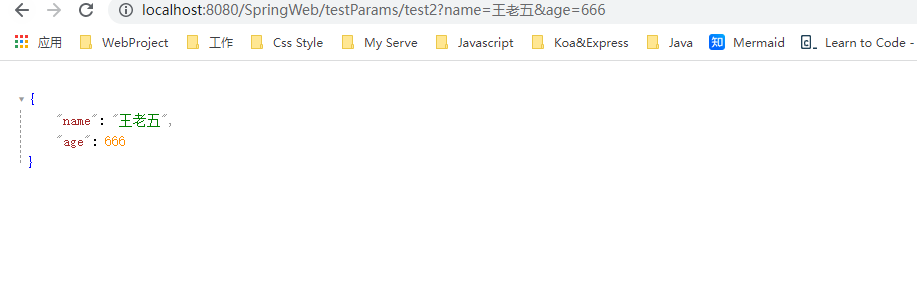 localhost:8080/SpringWeb/testParams/test2?name=王老五&age=666
应用 WebProject 工作 Css Style My Serve Javascript Koa&Express Java 知 Mermaid Learn to Code -
{
"name": "王老五",
"age": 666
}